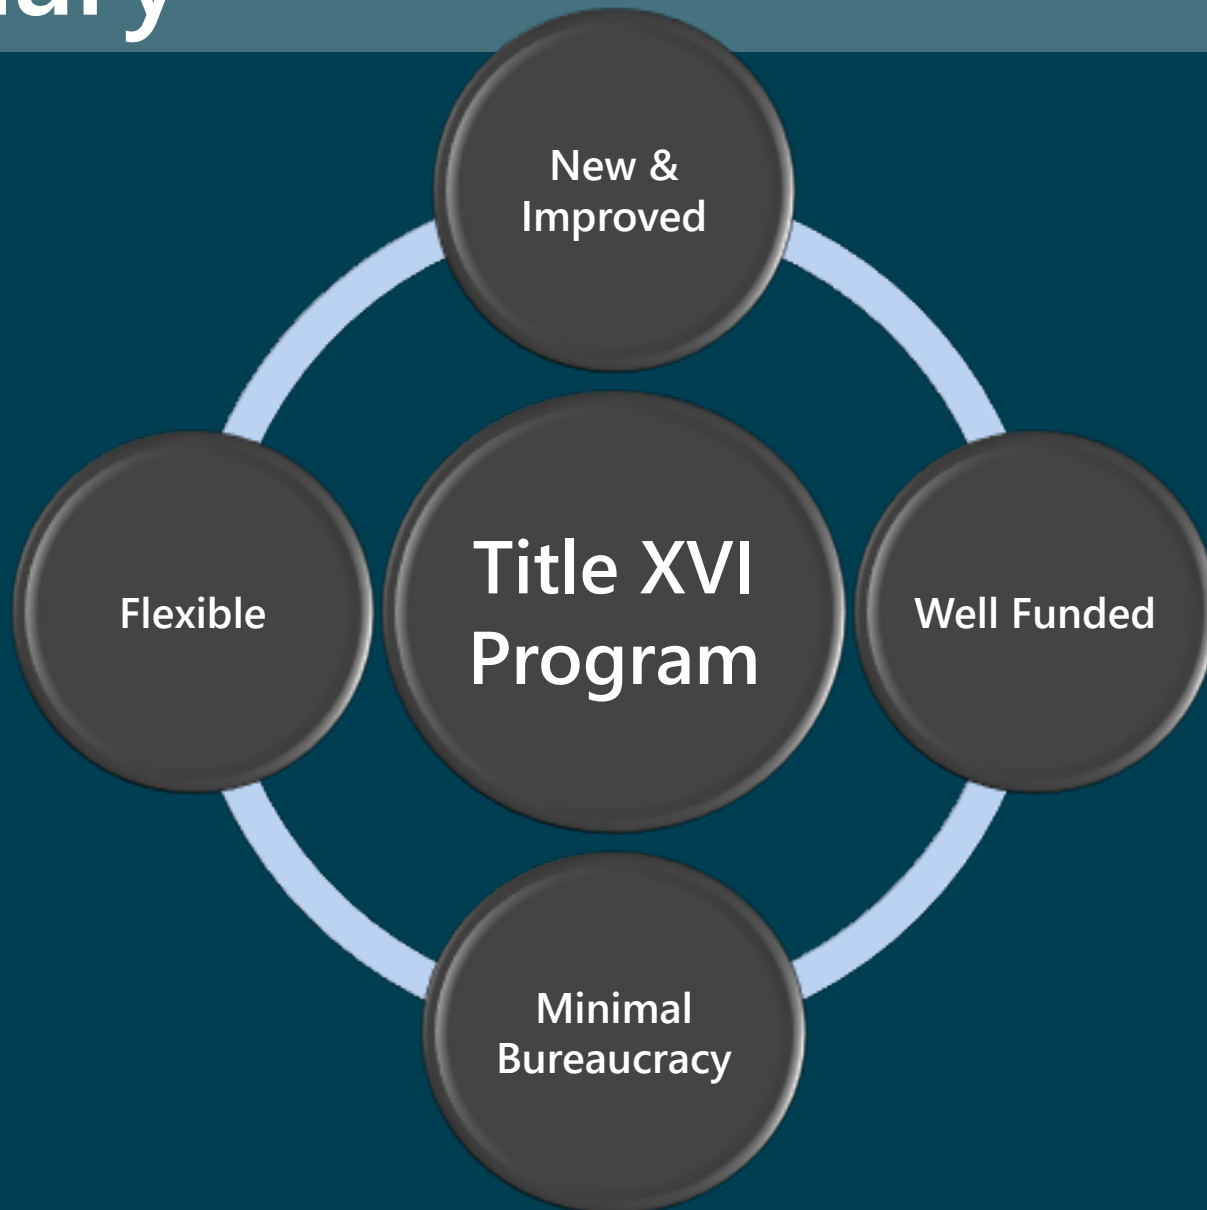 New &
Improved
Flexible
Title XVI
Program
Well Funded
Minimal
Bureaucracy